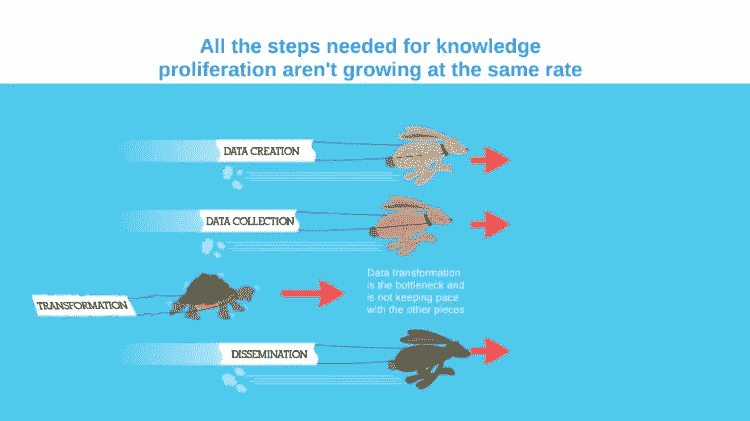 All the steps needed for knowledge
proliferation aren't growing at the same rate
DATA CREATION
DATA COLLECTION
TRANSFORMATION
Data transformation
is the bottleneck and
is not keeping pace
with the other pieces
DISSEMINATION